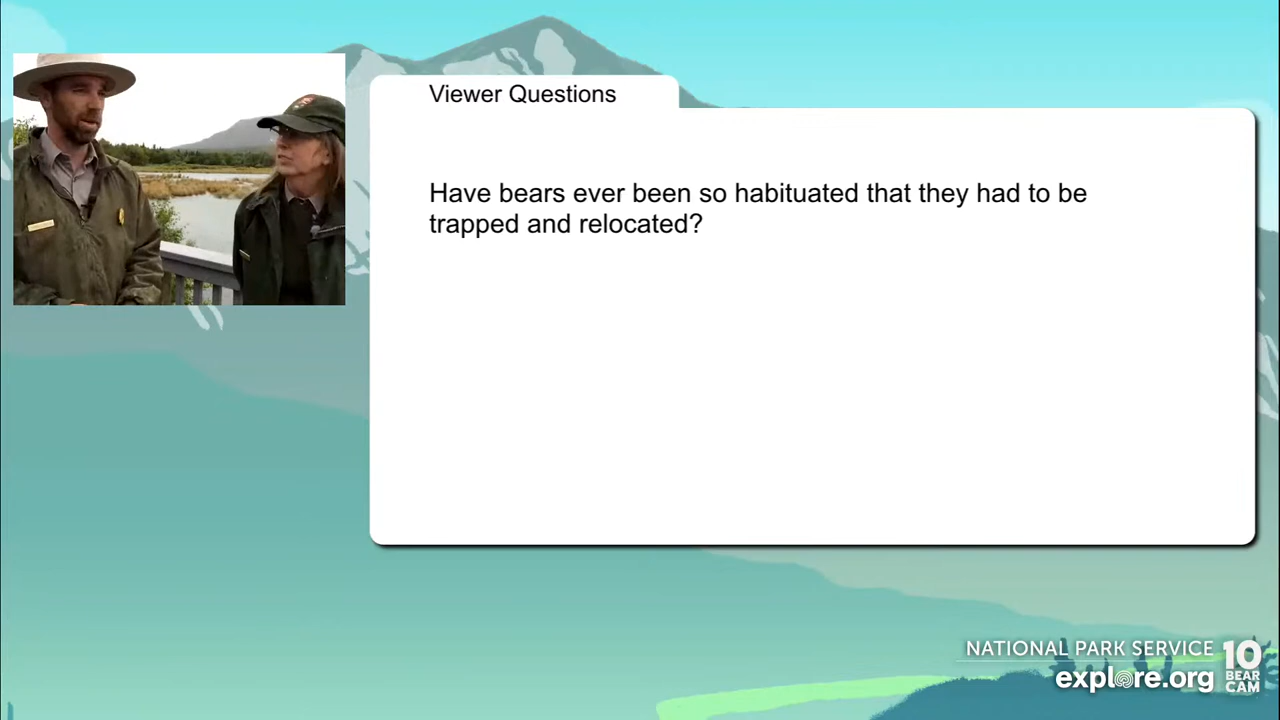 Viewer Questions
Have bears ever been so habituated that they had to be
trapped and relocated?
NATIONAL PARK SERVICE
explore.org
10
BEAR
CAM